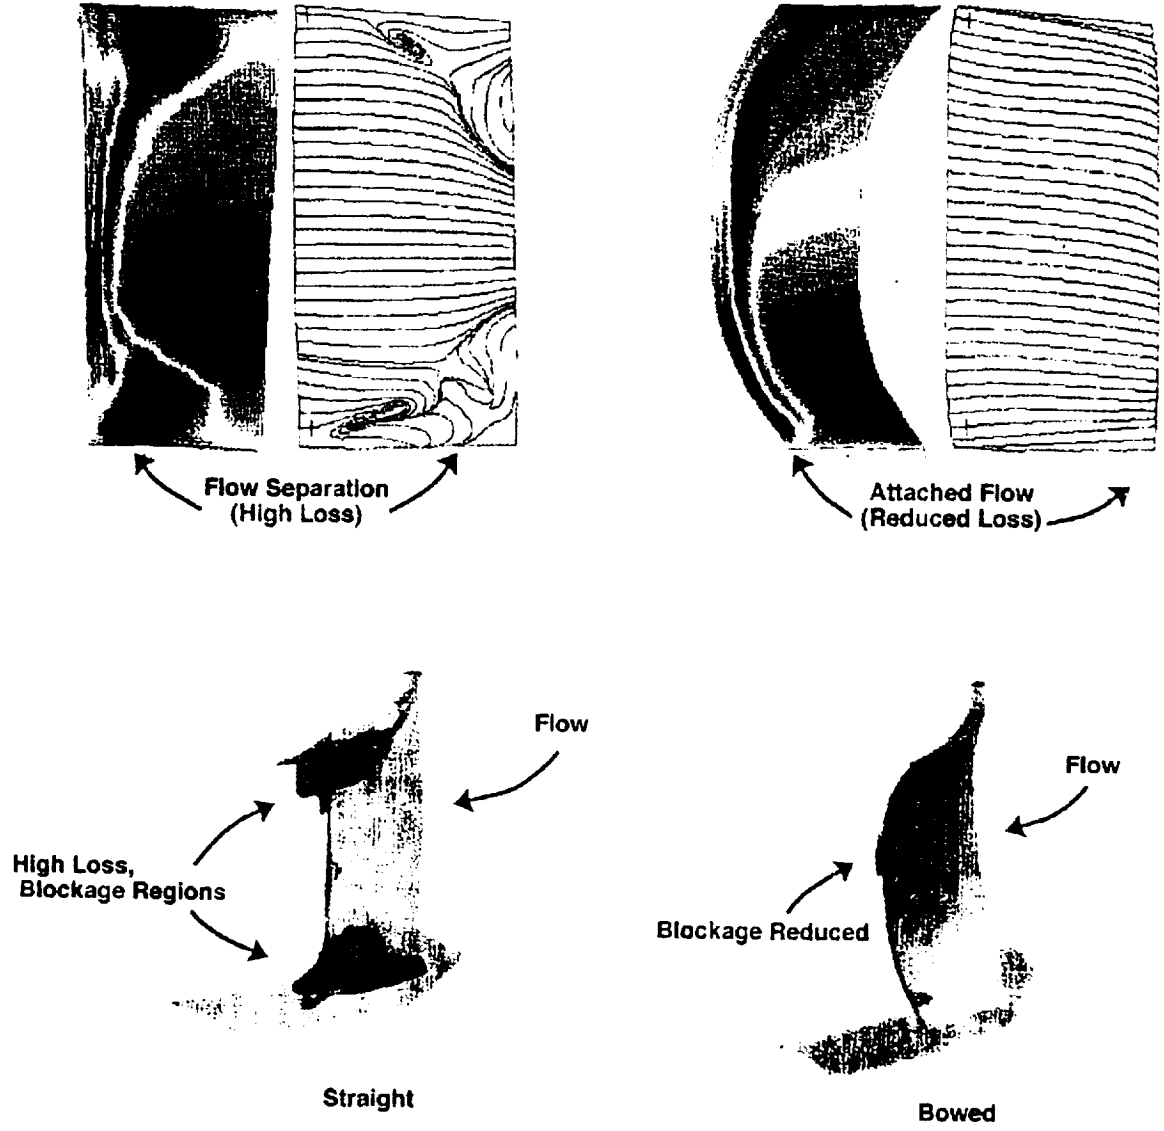 Flow Separation
(High Loss)
Attached Flow
(Reduced Loss)
Flow
Flow
High Loss,
Blockage Regions
Blockage Reduced
Straight
Bowed